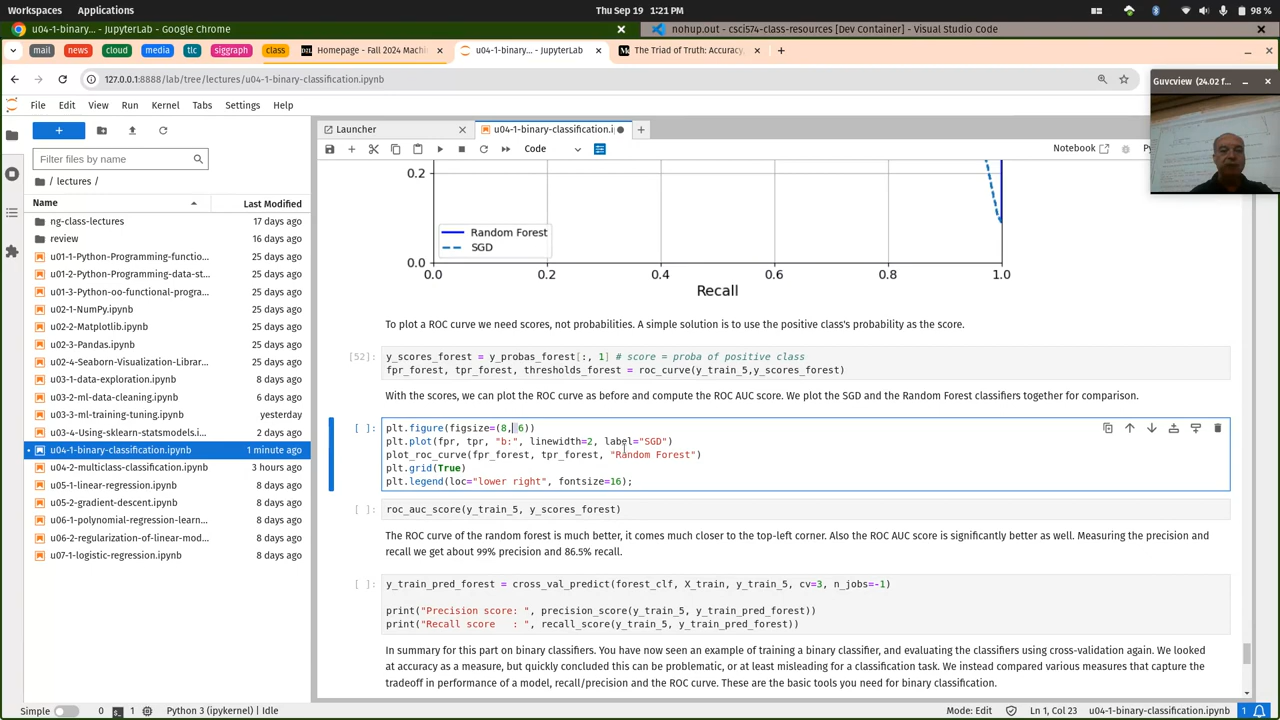 Workspaces Applications Thu Sep 19 1:21 PM 98 %
u04-1-binary... - JupyterLab - Google Chrome nohup.out - csci574-class-resources [Dev Container] - Visual Studio Code
mail news cloud media tlc siggraph class Homepage - Fall 2024 Machi u04-1-binary... - JupyterLab The Triad of Truth: Accuracy,
127.0.0.1:8888/lab/tree/lectures/u04-1-binary-classification.ipynb
Guvcview (24.02 f...
File Edit View Run Kernel Tabs Settings Help
Launcher u04-1-binary-classification.i
Filter files by name
Code
Notebook
Py
/ lectures /
Name Last Modified
ng-class-lectures 17 days ago
review 16 days ago
u01-1-Python-Programming-functio... 25 days ago
u01-2-Python-Programming-data-st... 25 days ago
u01-3-Python-oo-functional-progra... 25 days ago
u02-1-NumPy.ipynb 25 days ago
u02-2-Matplotlib.ipynb 25 days ago
u02-3-Pandas.ipynb 25 days ago
u02-4-Seaborn-Visualization-Librar... 25 days ago
u03-1-data-exploration.ipynb 8 days ago
u03-2-ml-data-cleaning.ipynb 8 days ago
u03-3-ml-training-tuning.ipynb yesterday
u03-4-Using-sklearn-statsmodels.ip... 8 days ago
u04-1-binary-classification.ipynb 1 minute ago
u04-2-multiclass-classification.ipynb 3 hours ago
u05-1-linear-regression.ipynb 8 days ago
u05-2-gradient-descent.ipynb 8 days ago
u06-1-polynomial-regression-learn... 8 days ago
u06-2-regularization-of-linear-mod... 8 days ago
u07-1-logistic-regression.ipynb 8 days ago
0.2
Random Forest
SGD
0.0
0.0 0.2 0.4 0.6 0.8 1.0
Recall
To plot a ROC curve we need scores, not probabilities. A simple solution is to use the positive class's probability as the score.
[52]: y_scores_forest = y_probas_forest[:, 1] # score = proba of positive class
fpr_forest, tpr_forest, thresholds_forest = roc_curve(y_train_5,y_scores_forest)
With the scores, we can plot the ROC curve as before and compute the ROC AUC score. We plot the SGD and the Random Forest classifiers together for comparison.
[ ]: plt.figure(figsize=(8, 6))
plt.plot(fpr, tpr, "b:", linewidth=2, label="SGD")
plot_roc_curve(fpr_forest, tpr_forest, "Random Forest")
plt.grid(True)
plt.legend(loc="lower right", fontsize=16);
[ ]: roc_auc_score(y_train_5, y_scores_forest)
The ROC curve of the random forest is much better, it comes much closer to the top-left corner. Also the ROC AUC score is significantly better as well. Measuring the precision and
recall we get about 99% precision and 86.5% recall.
[ ]: y_train_pred_forest = cross_val_predict(forest_clf, X_train, y_train_5, cv=3, n_jobs=-1)
print("Precision score: ", precision_score(y_train_5, y_train_pred_forest))
print("Recall score   : ", recall_score(y_train_5, y_train_pred_forest))
In summary for this part on binary classifiers. You have now seen an example of training a binary classifier, and evaluating the classifiers using cross-validation again. We looked
at accuracy as a measure, but quickly concluded this can be problematic, or at least misleading for a classification task. We instead compared various measures that capture the
tradeoff in performance of a model, recall/precision and the ROC curve. These are the basic tools you need for binary classification.
Simple 0 1 Python 3 (ipykernel) | Idle Mode: Edit Ln 1, Col 23 u04-1-binary-classification.ipynb 1